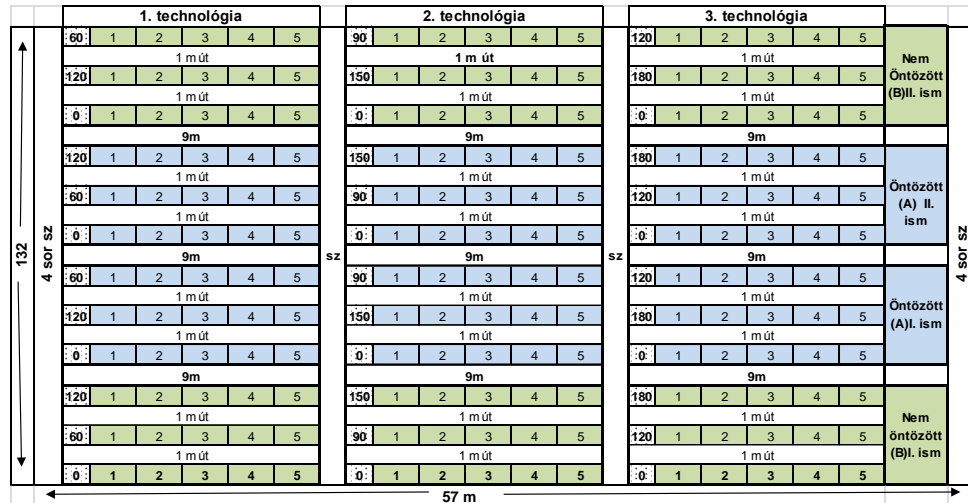 1. technológia 2. technológia 3. technológia
60 1 2 3 4 5 90 1 2 3 4 5 120 1 2 3 4 5
1 m út 1 m út 1 m út
120 1 2 3 4 5 150 1 2 3 4 5 180 1 2 3 4 5
1 m út 1 m út 1 m út
0 1 2 3 4 5 0 1 2 3 4 5 0 1 2 3 4 5
Nem
Öntözött
(B)II. ism
9m 9m 9m
120 1 2 3 4 5 150 1 2 3 4 5 180 1 2 3 4 5
1 m út 1 m út 1 m út
60 1 2 3 4 5 90 1 2 3 4 5 120 1 2 3 4 5
1 m út 1 m út 1 m út
0 1 2 3 4 5 0 1 2 3 4 5 0 1 2 3 4 5
Öntözött
(A) II.
ism
132
4 sor sz
9m sz 9m sz 9m
4 sor sz
60 1 2 3 4 5 90 1 2 3 4 5 120 1 2 3 4 5
1 m út 1 m út 1 m út
120 1 2 3 4 5 150 1 2 3 4 5 180 1 2 3 4 5
1 m út 1 m út 1 m út
0 1 2 3 4 5 0 1 2 3 4 5 0 1 2 3 4 5
Öntözött
(A)I. ism
9m 9m 9m
120 1 2 3 4 5 150 1 2 3 4 5 180 1 2 3 4 5
1 m út 1 m út 1 m út
60 1 2 3 4 5 90 1 2 3 4 5 120 1 2 3 4 5
1 m út 1 m út 1 m út
0 1 2 3 4 5 0 1 2 3 4 5 0 1 2 3 4 5
Nem
öntözött
(B)I. ism
57 m